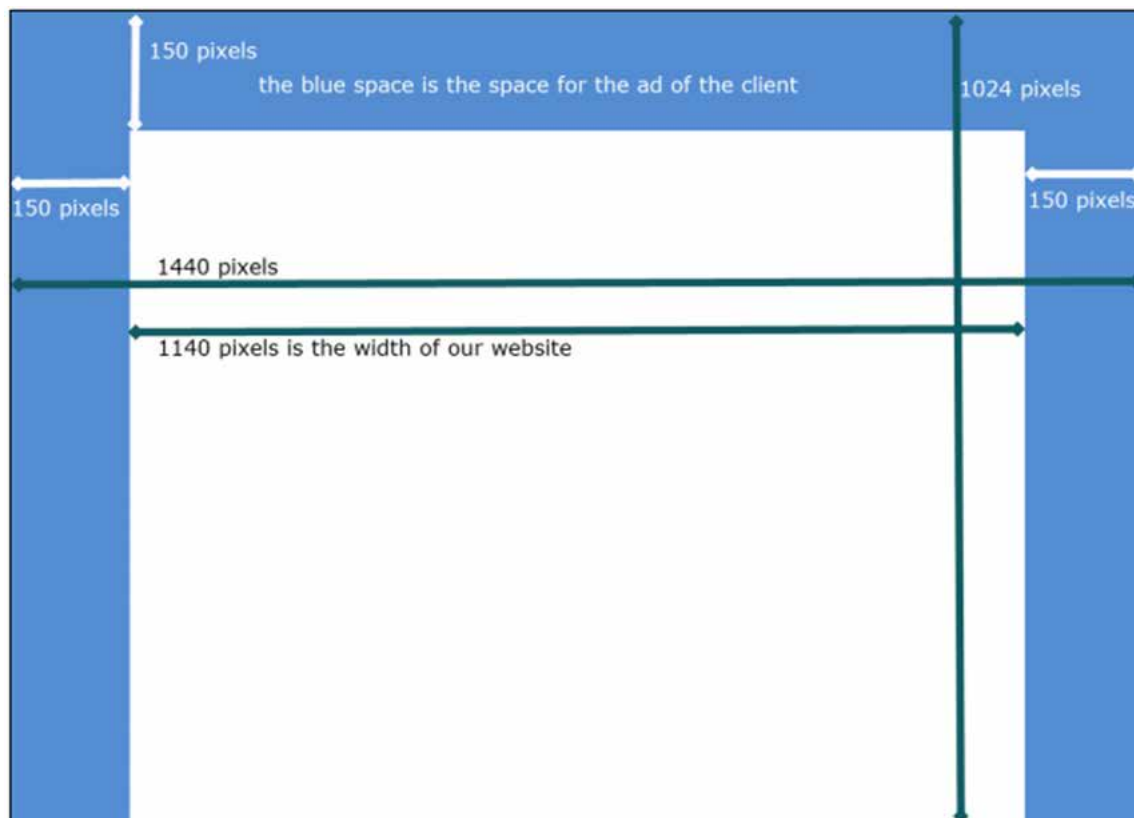 150 pixels
the blue space is the space for the ad of the client
1024 pixels
150 pixels
150 pixels
1440 pixels
1140 pixels is the width of our website